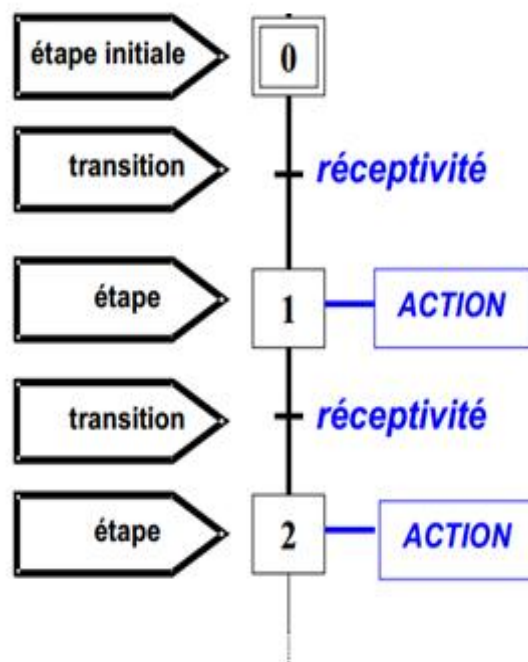 étape initiale
0
transition
réceptivité
étape
1
ACTION
transition
réceptivité
étape
2
ACTION